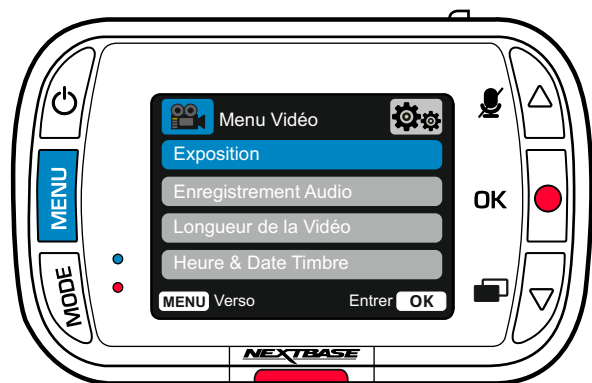 Menu Vidéo
Exposition
Enregistrement Audio
Longueur de la Vidéo
Heure & Date Timbre
MENU Verso Entrer OK
MENU
MODE
OK
NEXTBASE